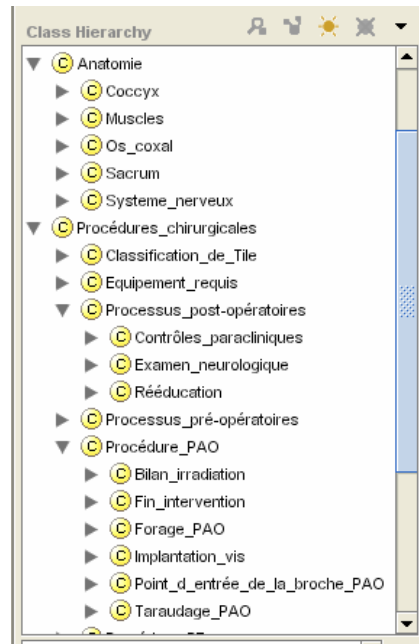 Class Hierarchy
C Anatomie
C Coccyx
C Muscles
C Os_coxal
C Sacrum
C Systeme_nerveux
C Procédures_chirurgicales
C Classification_de_Tile
C Equipement_requis
C Processus_post-opératoires
C Contrôles_paracliniques
C Examen_neurologique
C Rééducation
C Processus_pré-opératoires
C Procédure_PAO
C Bilan_irradiation
C Fin_intervention
C Forage_PAO
C Implantation_vis
C Point_d_entrée_de_la_broche_PAO
C Taraudage_PAO